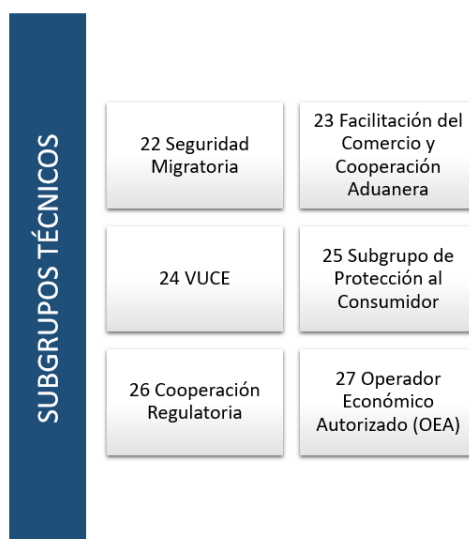 SUBGRUPOS TÉCNICOS
22 Seguridad
Migratoria
23 Facilitación del
Comercio y
Cooperación
Aduanera
24 VUCE
25 Subgrupo de
Protección al
Consumidor
26 Cooperación
Regulatoria
27 Operador
Económico
Autorizado (OEA)